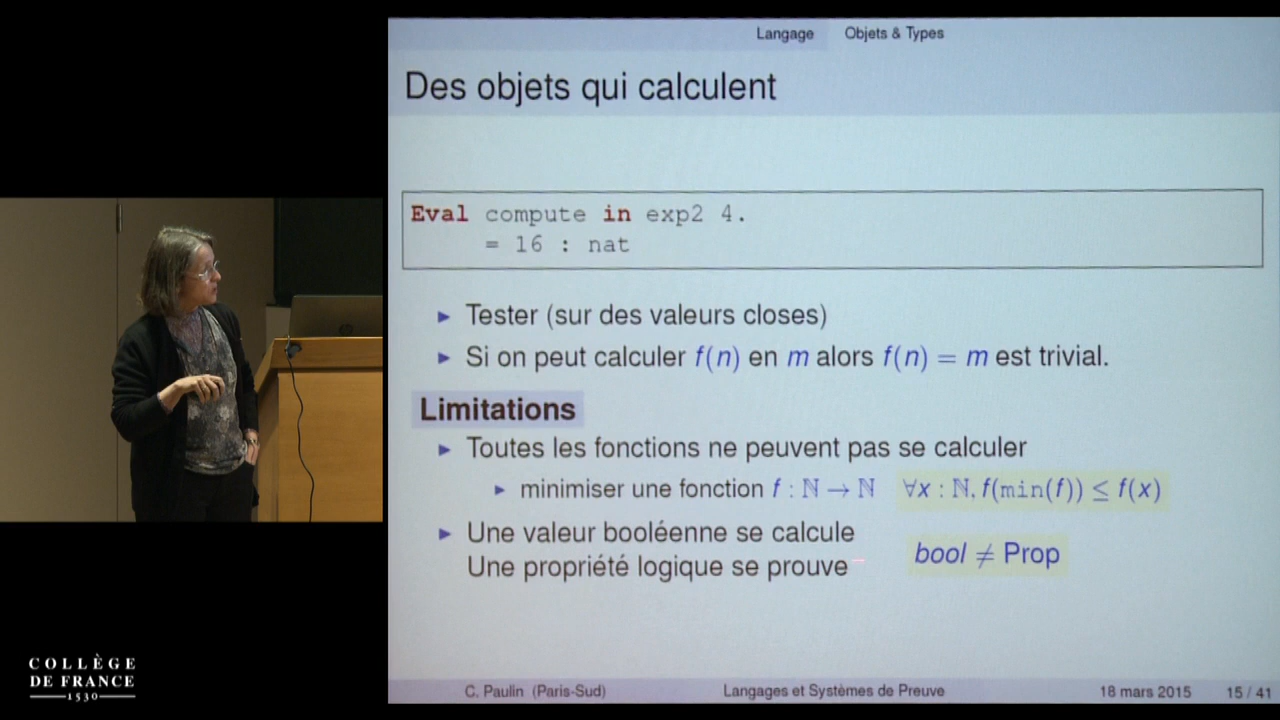 Langage Objets & Types
Des objets qui calculent
Eval compute in exp2 4.
= 16 : nat
Tester (sur des valeurs closes)
Si on peut calculer f(n) en m alors f(n) = m est trivial.
Limitations
Toutes les fonctions ne peuvent pas se calculer
minimiser une fonction f : ℕ → ℕ ∀x : ℕ, f(min(f)) ≤ f(x)
Une valeur booléenne se calcule
Une propriété logique se prouve
bool ≠ Prop
C. Paulin (Paris-Sud) Langages et Systèmes de Preuve 18 mars 2015 15 / 41
COLLÈGE
DE FRANCE
1530